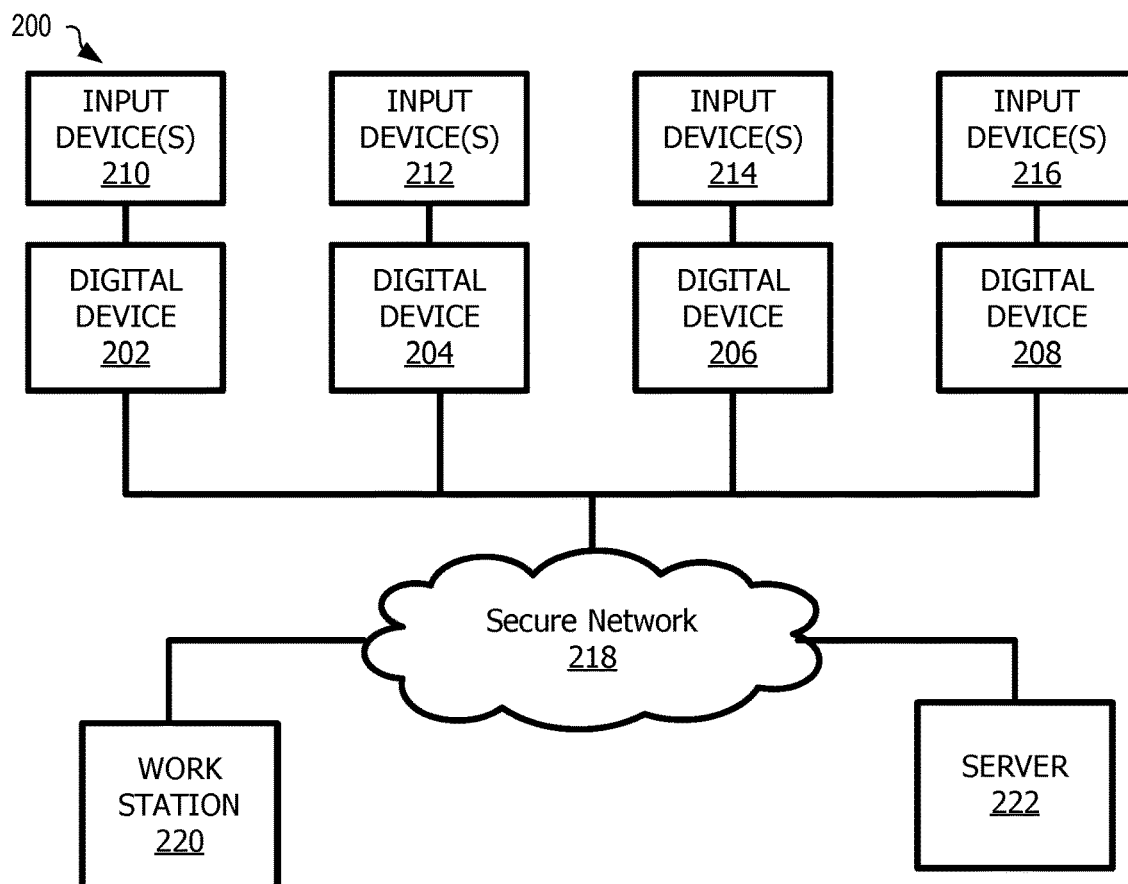 200
INPUT
DEVICE(S)
210
INPUT
DEVICE(S)
212
INPUT
DEVICE(S)
214
INPUT
DEVICE(S)
216
DIGITAL
DEVICE
202
DIGITAL
DEVICE
204
DIGITAL
DEVICE
206
DIGITAL
DEVICE
208
Secure Network
218
WORK
STATION
220
SERVER
222